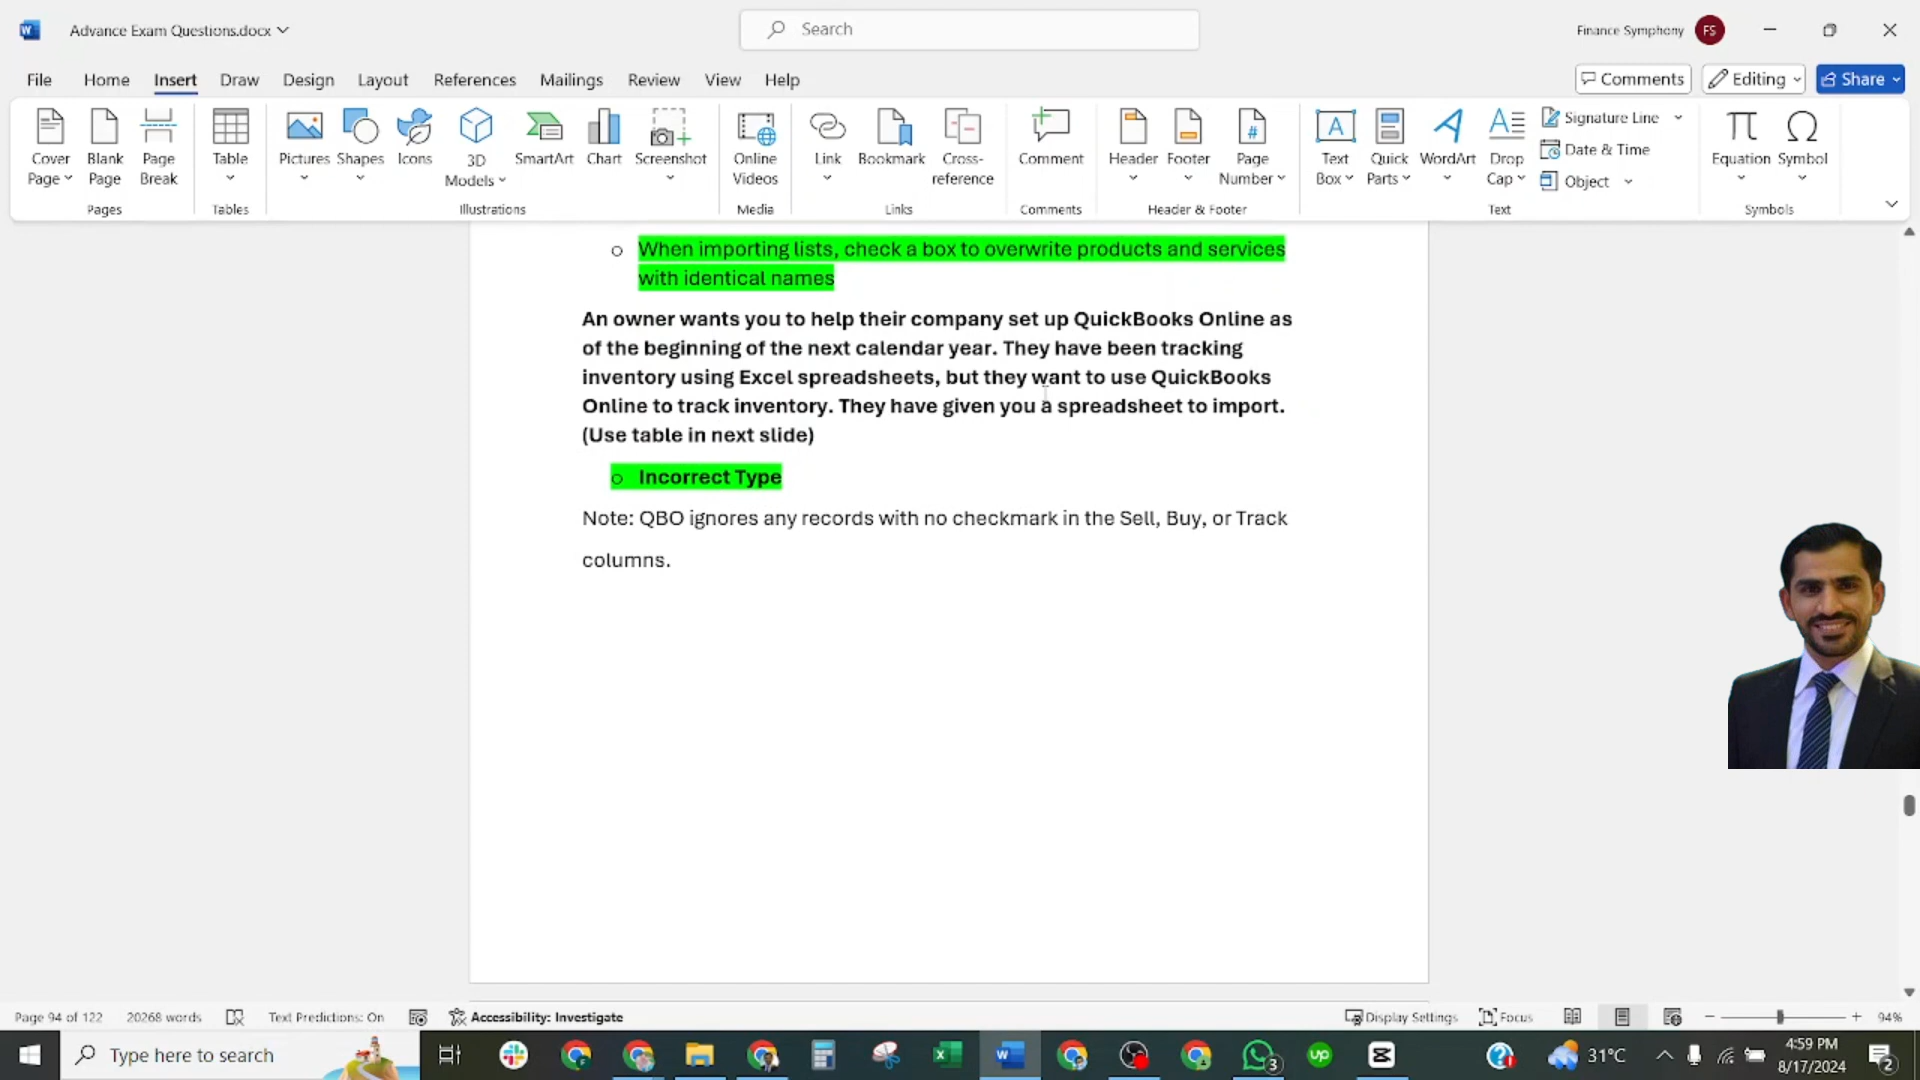 Advance Exam Questions.docx
Search
Finance Symphony
FS
File
Home
Insert
Draw
Design
Layout
References
Mailings
Review
View
Help
Comments
Editing
Share
Cover Page
Blank Page
Page Break
Table
Pictures
Shapes
Icons
3D Models
SmartArt
Chart
Screenshot
Online Videos
Link
Bookmark
Cross-reference
Comment
Header
Footer
Page Number
Text Box
Quick Parts
WordArt
Drop Cap
Signature Line
Date & Time
Object
Equation
Symbol
Pages
Tables
Illustrations
Media
Links
Comments
Header & Footer
Text
Symbols
When importing lists, check a box to overwrite products and services
with identical names
An owner wants you to help their company set up QuickBooks Online as
of the beginning of the next calendar year. They have been tracking
inventory using Excel spreadsheets, but they want to use QuickBooks
Online to track inventory. They have given you a spreadsheet to import.
(Use table in next slide)
Incorrect Type
Note: QBO ignores any records with no checkmark in the Sell, Buy, or Track
columns.
Page 94 of 122
20268 words
Text Predictions: On
Accessibility: Investigate
Display Settings
Focus
94%
Type here to search
3
up
31°C
4:59 PM
8/17/2024
2